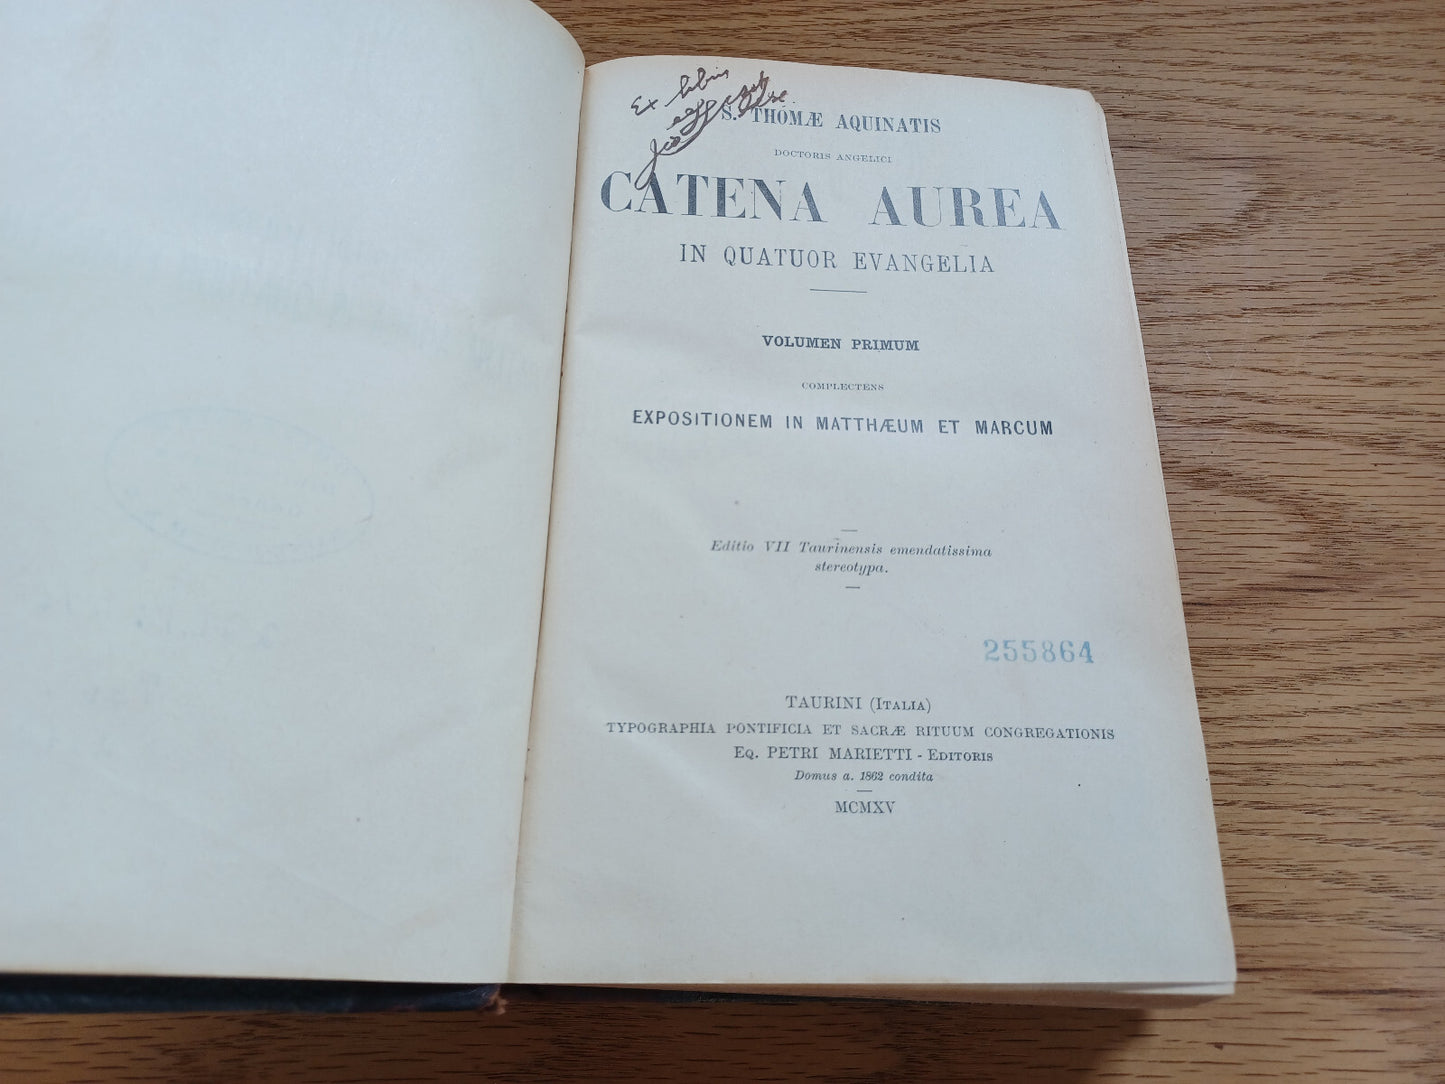 Ex libris
S. THOMÆ AQUINATIS
DOCTORIS ANGELICI
CATENA AUREA
IN QUATUOR EVANGELIA
VOLUMEN PRIMUM
COMPLECTENS
EXPOSITIONEM IN MATTHÆUM ET MARCUM
Editio VII Taurinensis emendatissima
stereotypa.
255864
TAURINI (ITALIA)
TYPOGRAPHIA PONTIFICIA ET SACRÆ RITUUM CONGREGATIONIS
EQ. PETRI MARIETTI - EDITORIS
Domus a. 1862 condita
MCMXV